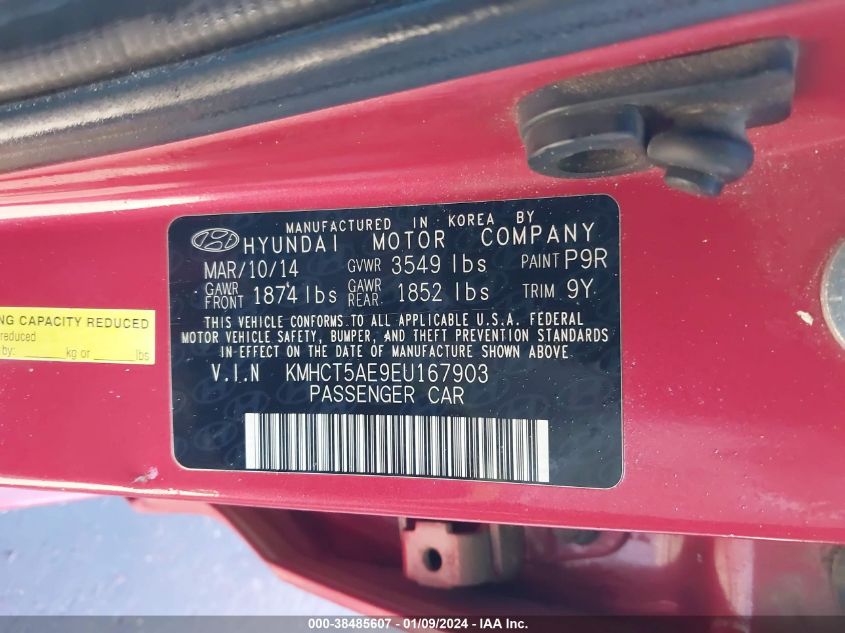 MANUFACTURED IN KOREA BY
HYUNDAI MOTOR COMPANY
MAR/10/14 GVWR 3549 lbs PAINT P9R
GAWR FRONT 1874 lbs GAWR REAR 1852 lbs TRIM 9Y
THIS VEHICLE CONFORMS TO ALL APPLICABLE U.S.A. FEDERAL
MOTOR VEHICLE SAFETY, BUMPER, AND THEFT PREVENTION STANDARDS
IN EFFECT ON THE DATE OF MANUFACTURE SHOWN ABOVE.
V.I.N KMHCT5AE9EU167903
PASSENGER CAR
NG CAPACITY REDUCED
reduced
by: kg or lbs
000-38485607 - 01/09/2024 - KMC, Inc.